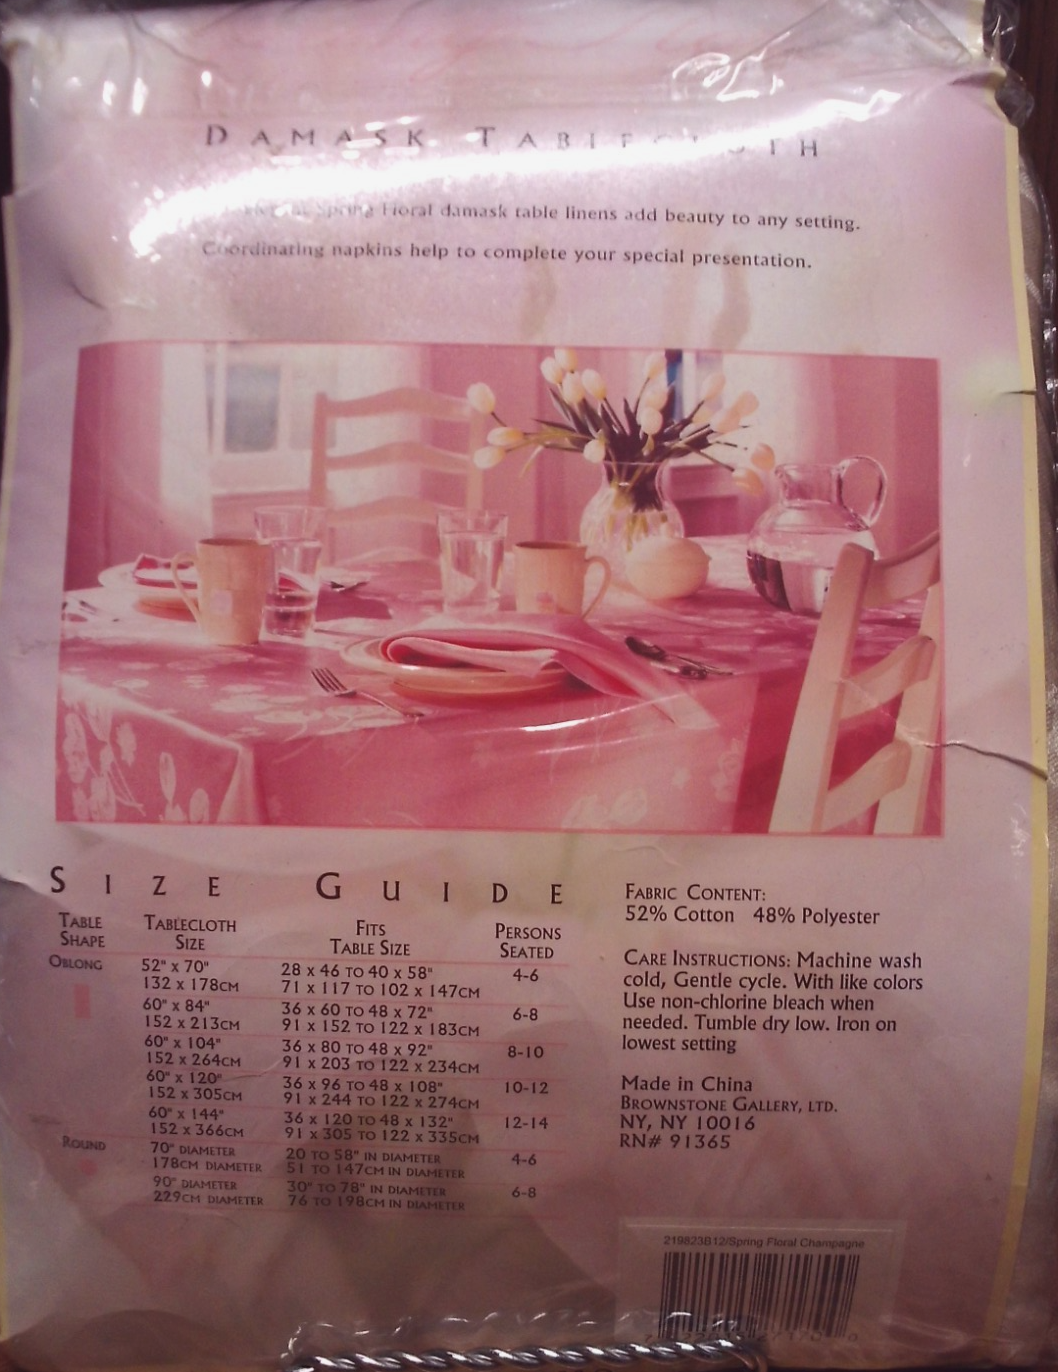 DAMASK TABLECLOTH
Spring Floral damask table linens add beauty to any setting.
Coordinating napkins help to complete your special presentation.
SIZE GUIDE
TABLE SHAPE TABLECLOTH SIZE FITS TABLE SIZE PERSONS SEATED
OBLONG 52" x 70" 28 x 46 TO 40 x 58" 4-6
132 x 178CM 71 x 117 TO 102 x 147CM
60" x 84" 36 x 60 TO 48 x 72" 6-8
152 x 213CM 91 x 152 TO 122 x 183CM
60" x 104" 36 x 80 TO 48 x 92" 8-10
152 x 264CM 91 x 203 TO 122 x 234CM
60" x 120" 36 x 96 TO 48 x 108" 10-12
152 x 305CM 91 x 244 TO 122 x 274CM
60" x 144" 36 x 120 TO 48 x 132" 12-14
152 x 366CM 91 x 305 TO 122 x 335CM
ROUND 70" DIAMETER 20 TO 58" IN DIAMETER 4-6
178CM DIAMETER 51 TO 147CM IN DIAMETER
90" DIAMETER 30" TO 78" IN DIAMETER 6-8
229CM DIAMETER 76 TO 198CM IN DIAMETER
FABRIC CONTENT:
52% Cotton 48% Polyester
CARE INSTRUCTIONS: Machine wash
cold, Gentle cycle. With like colors
Use non-chlorine bleach when
needed. Tumble dry low. Iron on
lowest setting
Made in China
BROWNSTONE GALLERY, LTD.
NY, NY 10016
RN# 91365
219823B12/Spring Floral Champagne